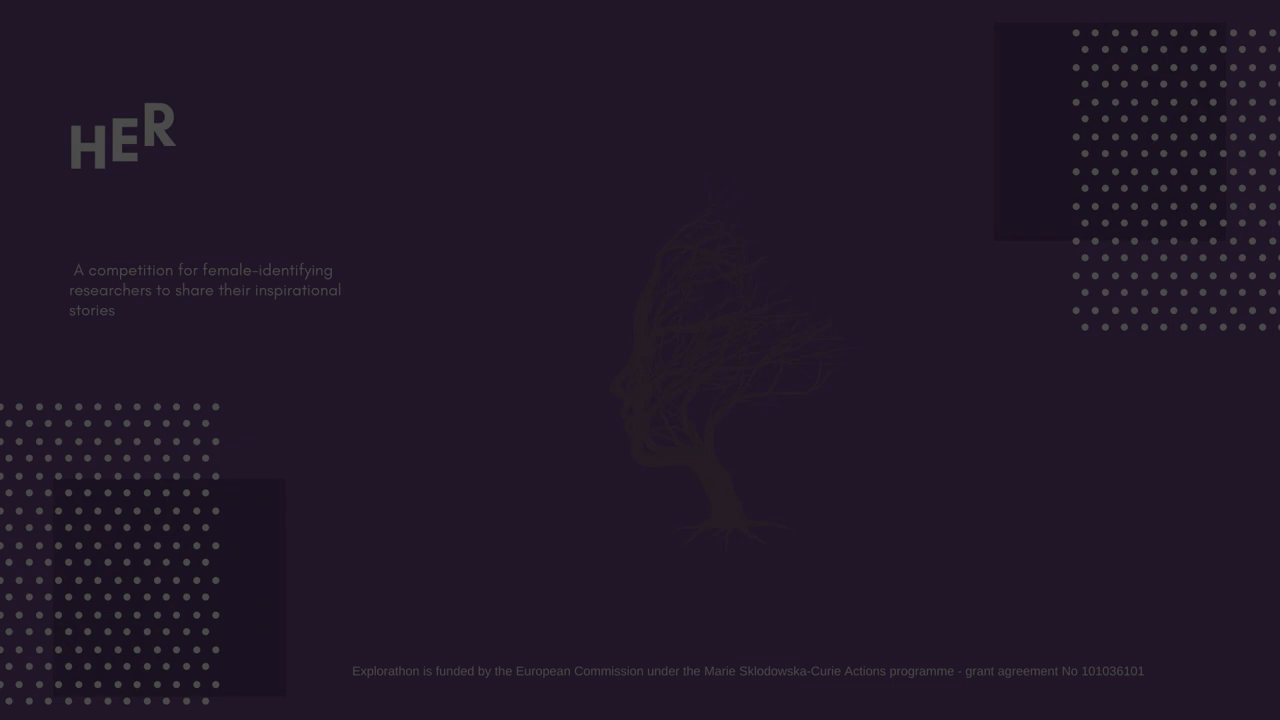 HER
A competition for female-identifying
researchers to share their inspirational
stories
Explorathon is funded by the European Commission under the Marie Sklodowska-Curie Actions programme - grant agreement No 101036101